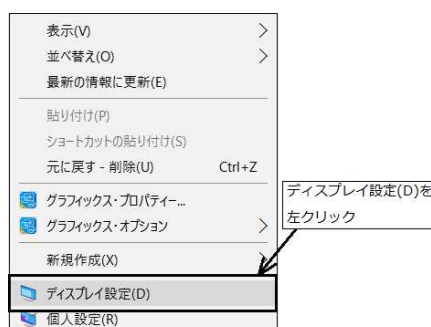 表示(V)
並べ替え(O)
最新の情報に更新(E)
貼り付け(P)
ショートカットの貼り付け(S)
元に戻す - 削除(U) Ctrl+Z
グラフィックス・プロパティー...
グラフィックス・オプション
新規作成(X)
ディスプレイ設定(D)
個人設定(R)
ディスプレイ設定(D)を
左クリック